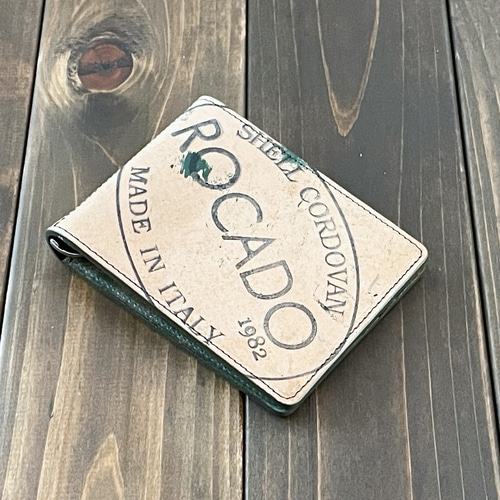 SHELL CORDOVAN
ROCADO
1982
MADE IN ITALY